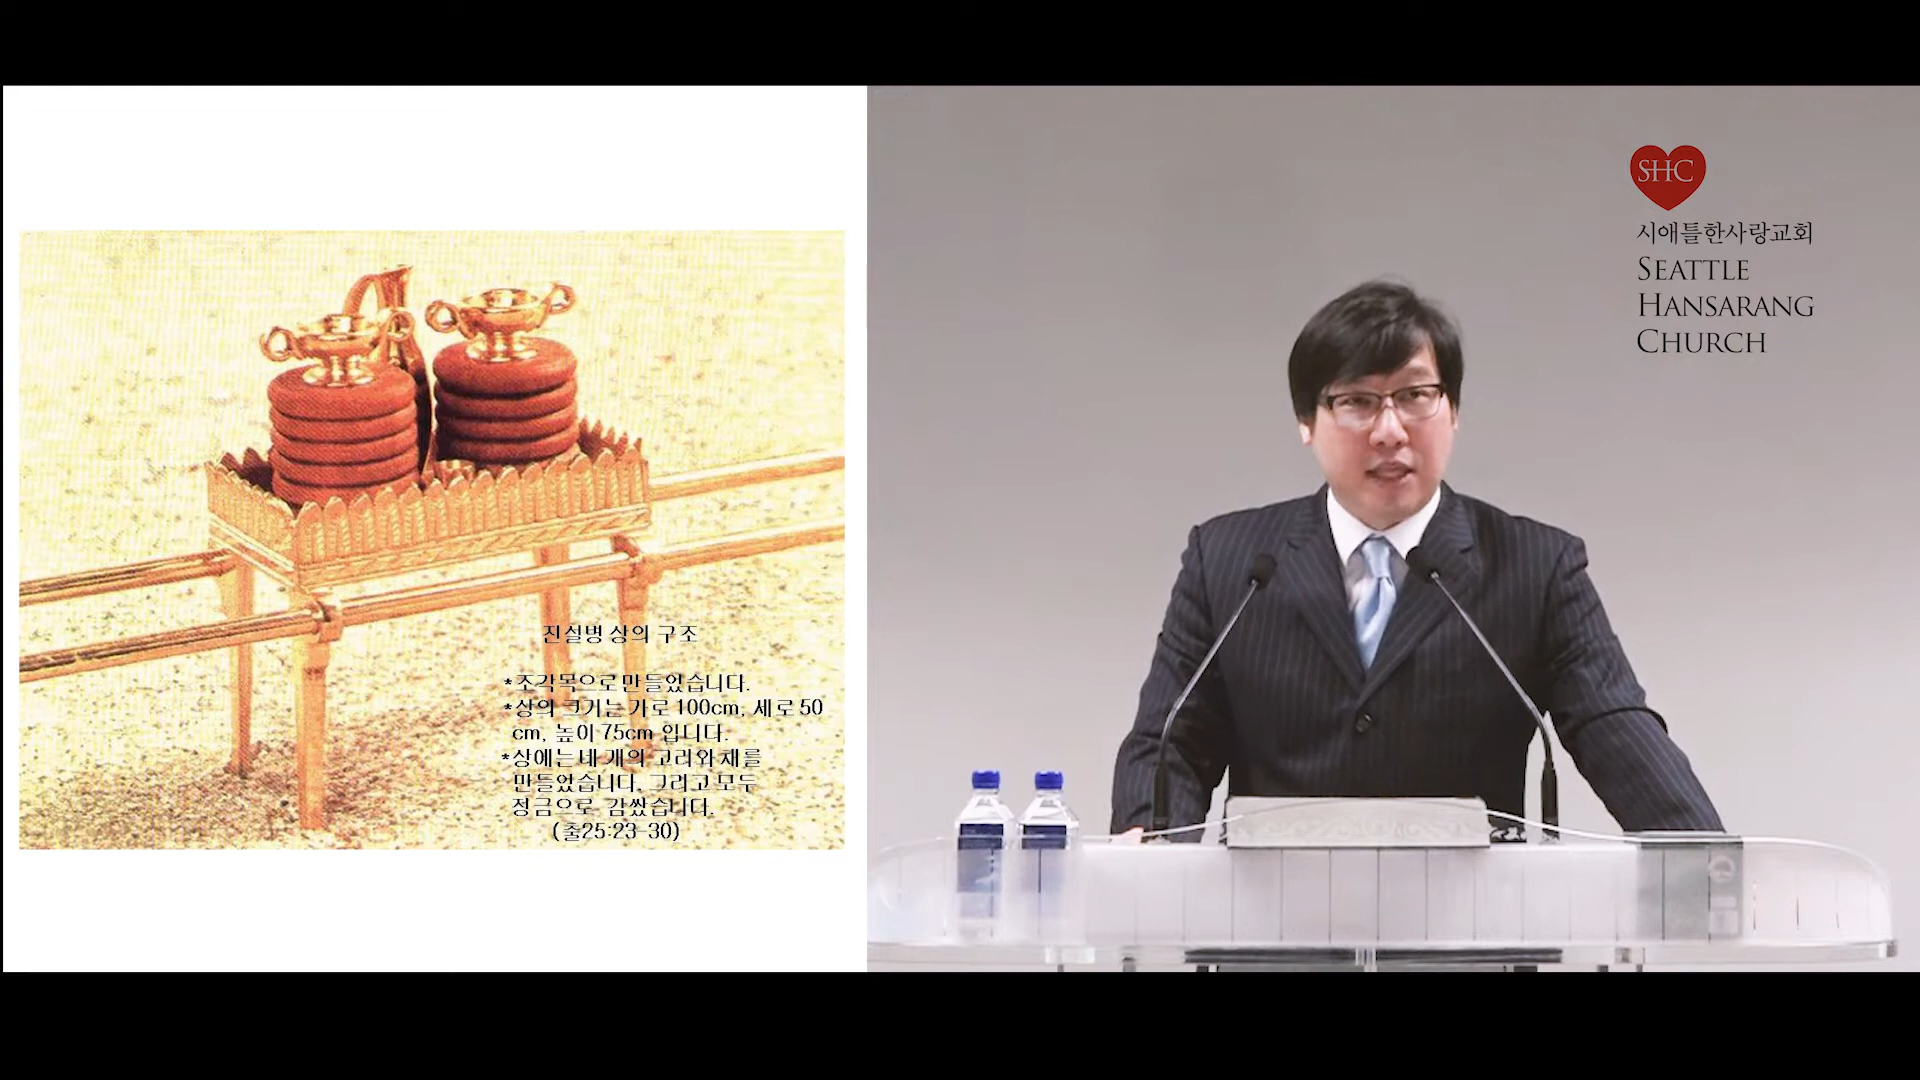 진설병 상의 구조
*조각목으로 만들었습니다.
*상의 크기는 가로 100cm, 세로 50
cm, 높이 75cm 입니다.
*상에는 네 개의 고리와 채를
만들었습니다. 그리고 모두
정금으로 감쌌습니다.
(출25:23-30)
SHC
시애틀한사랑교회
SEATTLE
HANSARANG
CHURCH